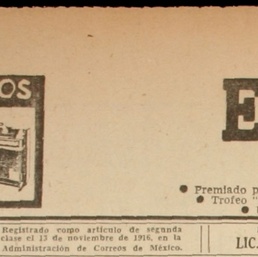 OS
E
• Premiado p
• Trofeo "
•
Registrado como artículo de segunda
clase el 13 de noviembre de 1916, en la
Administración de Correos de México.
LIC.